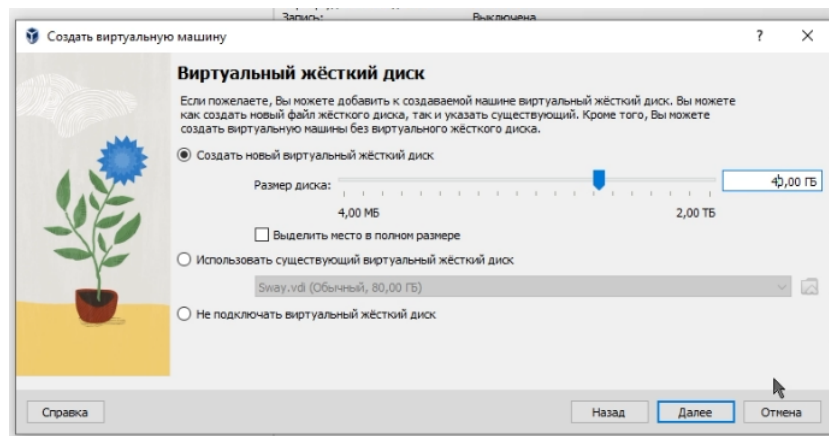 Запись: Выключена
Создать виртуальную машину
Виртуальный жёсткий диск
Если пожелаете, Вы можете добавить к создаваемой машине виртуальный жёсткий диск. Вы можете
как создать новый файл жёсткого диска, так и указать существующий. Кроме того, Вы можете
создать виртуальную машины без виртуального жёсткого диска.
Создать новый виртуальный жёсткий диск
Размер диска: 40,00 ГБ
4,00 МБ 2,00 ТБ
Выделить место в полном размере
Использовать существующий виртуальный жёсткий диск
Sway.vdi (Обычный, 80,00 ГБ)
Не подключать виртуальный жёсткий диск
Справка Назад Далее Отмена